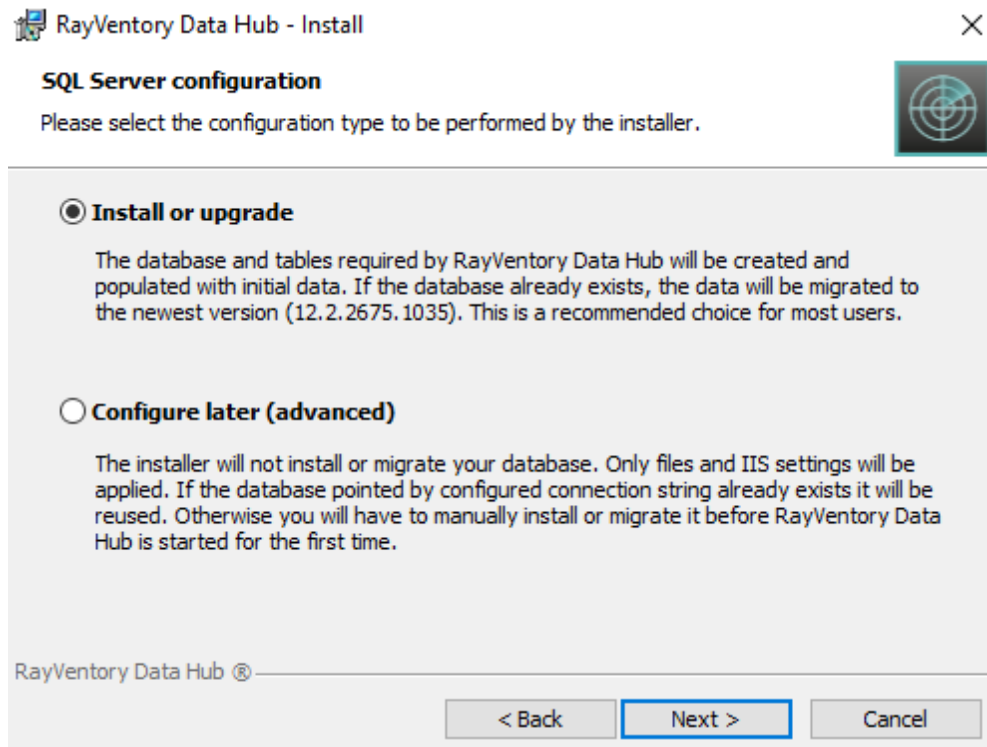 RayVentory Data Hub - Install
SQL Server configuration
Please select the configuration type to be performed by the installer.
Install or upgrade
The database and tables required by RayVentory Data Hub will be created and
populated with initial data. If the database already exists, the data will be migrated to
the newest version (12.2.2675.1035). This is a recommended choice for most users.
Configure later (advanced)
The installer will not install or migrate your database. Only files and IIS settings will be
applied. If the database pointed by configured connection string already exists it will be
reused. Otherwise you will have to manually install or migrate it before RayVentory Data
Hub is started for the first time.
RayVentory Data Hub ®
< Back
Next >
Cancel